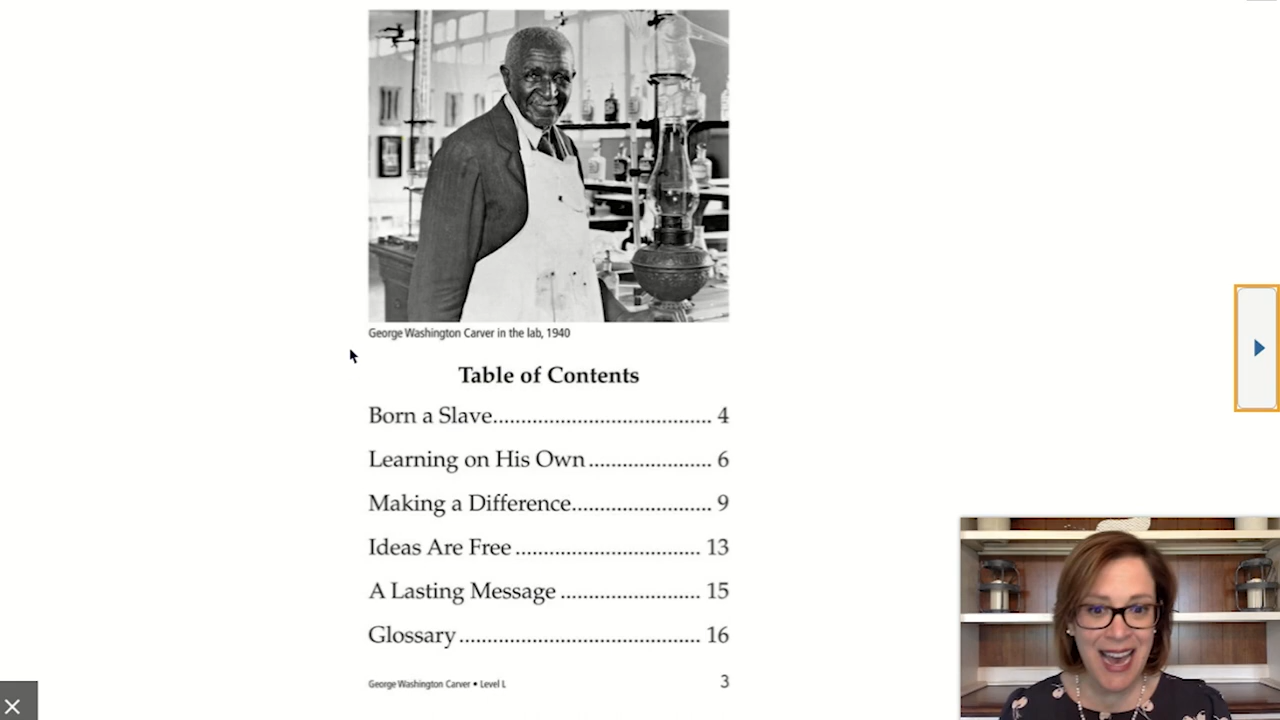 George Washington Carver in the lab, 1940
Table of Contents
Born a Slave....................................... 4
Learning on His Own...................... 6
Making a Difference......................... 9
Ideas Are Free ................................. 13
A Lasting Message ......................... 15
Glossary........................................... 16
George Washington Carver • Level L
3